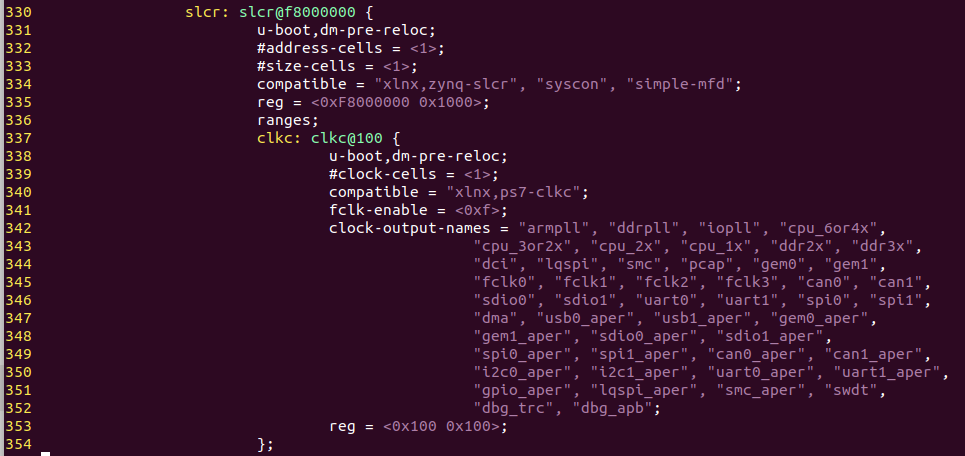 330 slcr: slcr@f8000000 {
331 u-boot,dm-pre-reloc;
332 #address-cells = <1>;
333 #size-cells = <1>;
334 compatible = "xlnx,zynq-slcr", "syscon", "simple-mfd";
335 reg = <0xF8000000 0x1000>;
336 ranges;
337 clkc: clkc@100 {
338 u-boot,dm-pre-reloc;
339 #clock-cells = <1>;
340 compatible = "xlnx,ps7-clkc";
341 fclk-enable = <0xf>;
342 clock-output-names = "armpll", "ddrpll", "iopll", "cpu_6or4x",
343 "cpu_3or2x", "cpu_2x", "cpu_1x", "ddr2x", "ddr3x",
344 "dci", "lqspi", "smc", "pcap", "gem0", "gem1",
345 "fclk0", "fclk1", "fclk2", "fclk3", "can0", "can1",
346 "sdio0", "sdio1", "uart0", "uart1", "spi0", "spi1",
347 "dma", "usb0_aper", "usb1_aper", "gem0_aper",
348 "gem1_aper", "sdio0_aper", "sdio1_aper",
349 "spi0_aper", "spi1_aper", "can0_aper", "can1_aper",
350 "i2c0_aper", "i2c1_aper", "uart0_aper", "uart1_aper",
351 "gpio_aper", "lqspi_aper", "smc_aper", "swdt",
352 "dbg_trc", "dbg_apb";
353 reg = <0x100 0x100>;
354 };